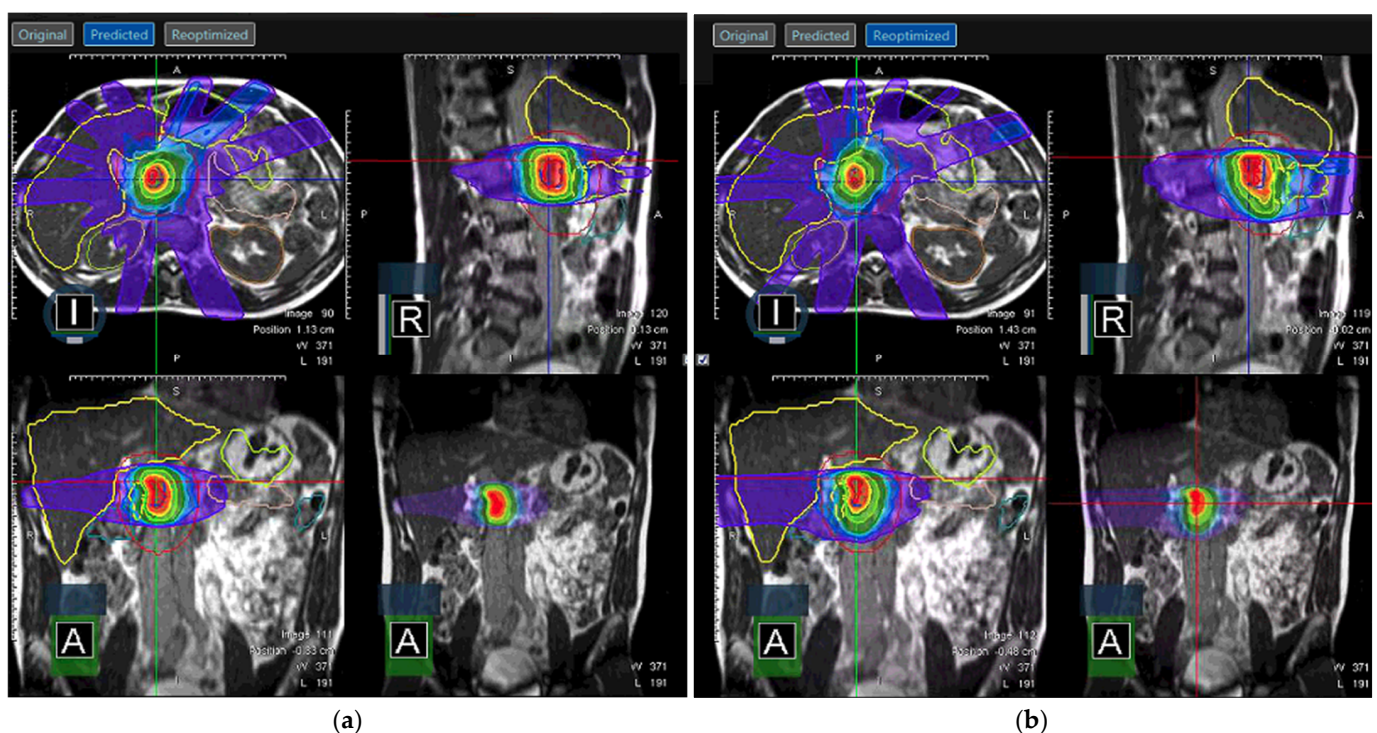 Original Predicted Reoptimized
A
R
L
P
I
Image 90
Position 1.13 cm
W 371
L 191
S
P
A
I
R
Image 120
Position 0.13 cm
W 371
L 191
S
R
L
I
A
Image 111
Position -0.83 cm
W 371
L 191
A
W 371
L 191
(a)
Original Predicted Reoptimized
A
R
L
P
I
Image 91
Position 1.43 cm
W 371
L 191
S
P
A
I
R
Image 119
Position -0.02 cm
W 371
L 191
S
R
L
I
A
Image 112
Position -0.48 cm
W 371
L 191
A
W 371
L 191
(b)